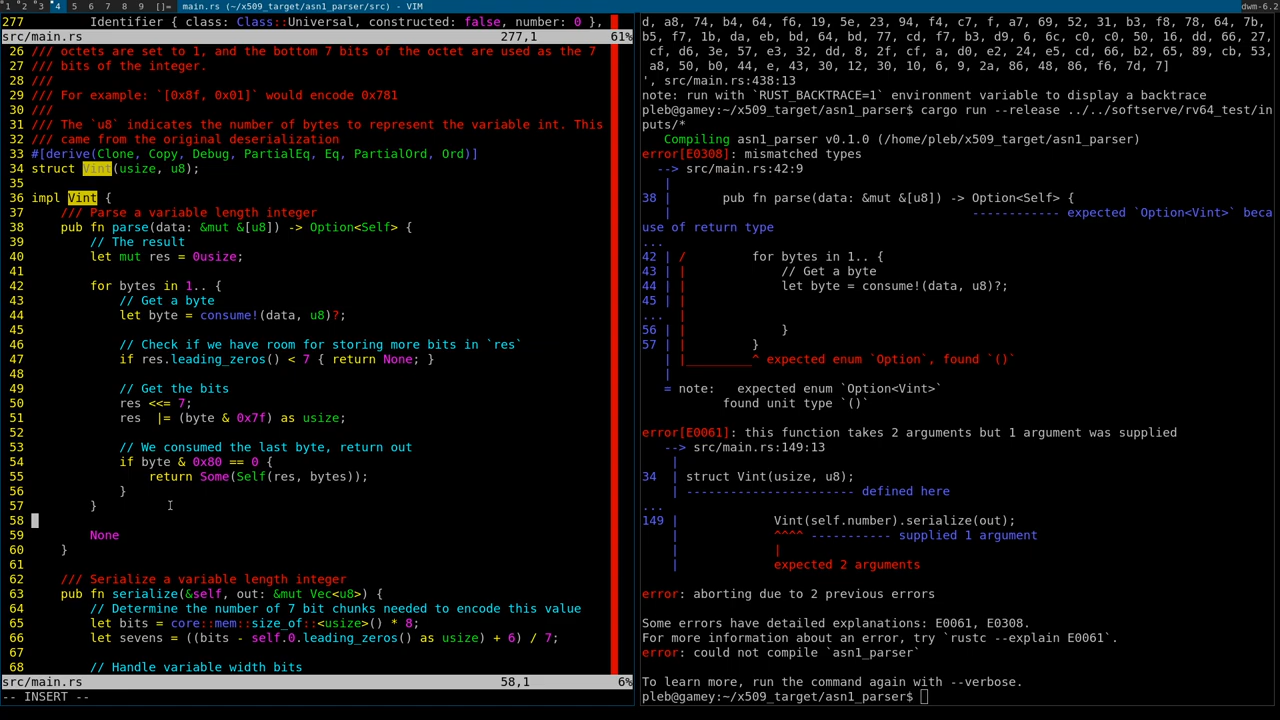 1 2 3 4 5 6 7 8 9 []= main.rs (~/x509_target/asn1_parser/src) - VIM dwm-6.2
277 Identifier { class: Class::Universal, constructed: false, number: 0 },
src/main.rs 277,1 61%
26 /// octets are set to 1, and the bottom 7 bits of the octet are used as the 7
27 /// bits of the integer.
28 ///
29 /// For example: `[0x8f, 0x01]` would encode 0x781
30 ///
31 /// The `u8` indicates the number of bytes to represent the variable int. This
32 /// came from the original deserialization
33 #[derive(Clone, Copy, Debug, PartialEq, Eq, PartialOrd, Ord)]
34 struct Vint(usize, u8);
35
36 impl Vint {
37 /// Parse a variable length integer
38 pub fn parse(data: &mut &[u8]) -> Option<Self> {
39 // The result
40 let mut res = 0usize;
41
42 for bytes in 1.. {
43 // Get a byte
44 let byte = consume!(data, u8)?;
45
46 // Check if we have room for storing more bits in `res`
47 if res.leading_zeros() < 7 { return None; }
48
49 // Get the bits
50 res <<= 7;
51 res |= (byte & 0x7f) as usize;
52
53 // We consumed the last byte, return out
54 if byte & 0x80 == 0 {
55 return Some(Self(res, bytes));
56 }
57 }
58
59 None
60 }
61
62 /// Serialize a variable length integer
63 pub fn serialize(&self, out: &mut Vec<u8>) {
64 // Determine the number of 7 bit chunks needed to encode this value
65 let bits = core::mem::size_of::<usize>() * 8;
66 let sevens = ((bits - self.0.leading_zeros() as usize) + 6) / 7;
67
68 // Handle variable width bits
src/main.rs 58,1 6%
-- INSERT --
d, a8, 74, b4, 64, f6, 19, 5e, 23, 94, f4, c7, f, a7, 69, 52, 31, b3, f8, 78, 64, 7b,
b5, f7, 1b, da, eb, bd, 64, bd, 77, cd, f7, b3, d9, 6, 6c, c0, c0, 50, 16, dd, 66, 27,
cf, d6, 3e, 57, e3, 32, dd, 8, 2f, cf, a, d0, e2, 24, e5, cd, 66, b2, 65, 89, cb, 53,
a8, 50, b0, 44, e, 43, 30, 12, 30, 10, 6, 9, 2a, 86, 48, 86, f6, 7d, 7]
', src/main.rs:438:13
note: run with `RUST_BACKTRACE=1` environment variable to display a backtrace
pleb@gamey:~/x509_target/asn1_parser$ cargo run --release ../../softserve/rv64_test/in
puts/*
Compiling asn1_parser v0.1.0 (/home/pleb/x509_target/asn1_parser)
error[E0308]: mismatched types
--> src/main.rs:42:9
|
38 | pub fn parse(data: &mut &[u8]) -> Option<Self> {
| ------------ expected `Option<Vint>` beca
use of return type
...
42 | / for bytes in 1.. {
43 | | // Get a byte
44 | | let byte = consume!(data, u8)?;
45 | |
... |
56 | | }
57 | | }
| |_________^ expected enum `Option`, found `()`
|
= note: expected enum `Option<Vint>`
found unit type `()`
error[E0061]: this function takes 2 arguments but 1 argument was supplied
--> src/main.rs:149:13
|
34 | struct Vint(usize, u8);
| ----------------------- defined here
...
149 | Vint(self.number).serialize(out);
| ^^^^ ----------- supplied 1 argument
| |
| expected 2 arguments
error: aborting due to 2 previous errors
Some errors have detailed explanations: E0061, E0308.
For more information about an error, try `rustc --explain E0061`.
error: could not compile `asn1_parser`
To learn more, run the command again with --verbose.
pleb@gamey:~/x509_target/asn1_parser$